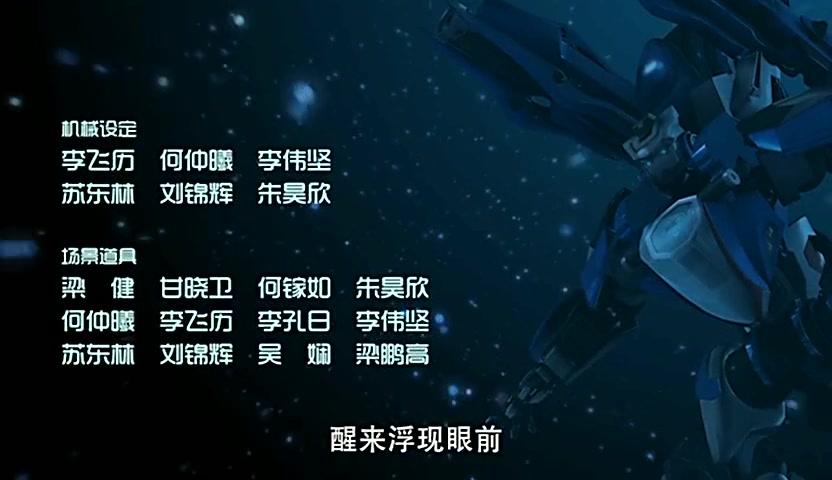 机械设定
李飞历 何仲曦 李伟坚
苏东林 刘锦辉 朱昊欣
场景道具
梁 健 甘晓卫 何镓如 朱昊欣
何仲曦 李飞历 李孔日 李伟坚
苏东林 刘锦辉 吴 娴 梁鹏高
醒来浮现眼前